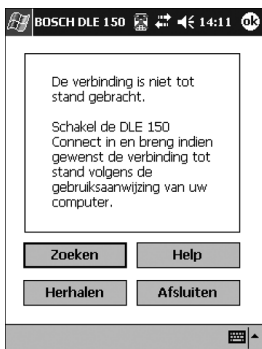 BOSCH DLE 150 14:11 ok
De verbinding is niet tot
stand gebracht.
Schakel de DLE 150
Connect in en breng indien
gewenst de verbinding tot
stand volgens de
gebruiksaanwijzing van uw
computer.
Zoeken Help
Herhalen Afsluiten